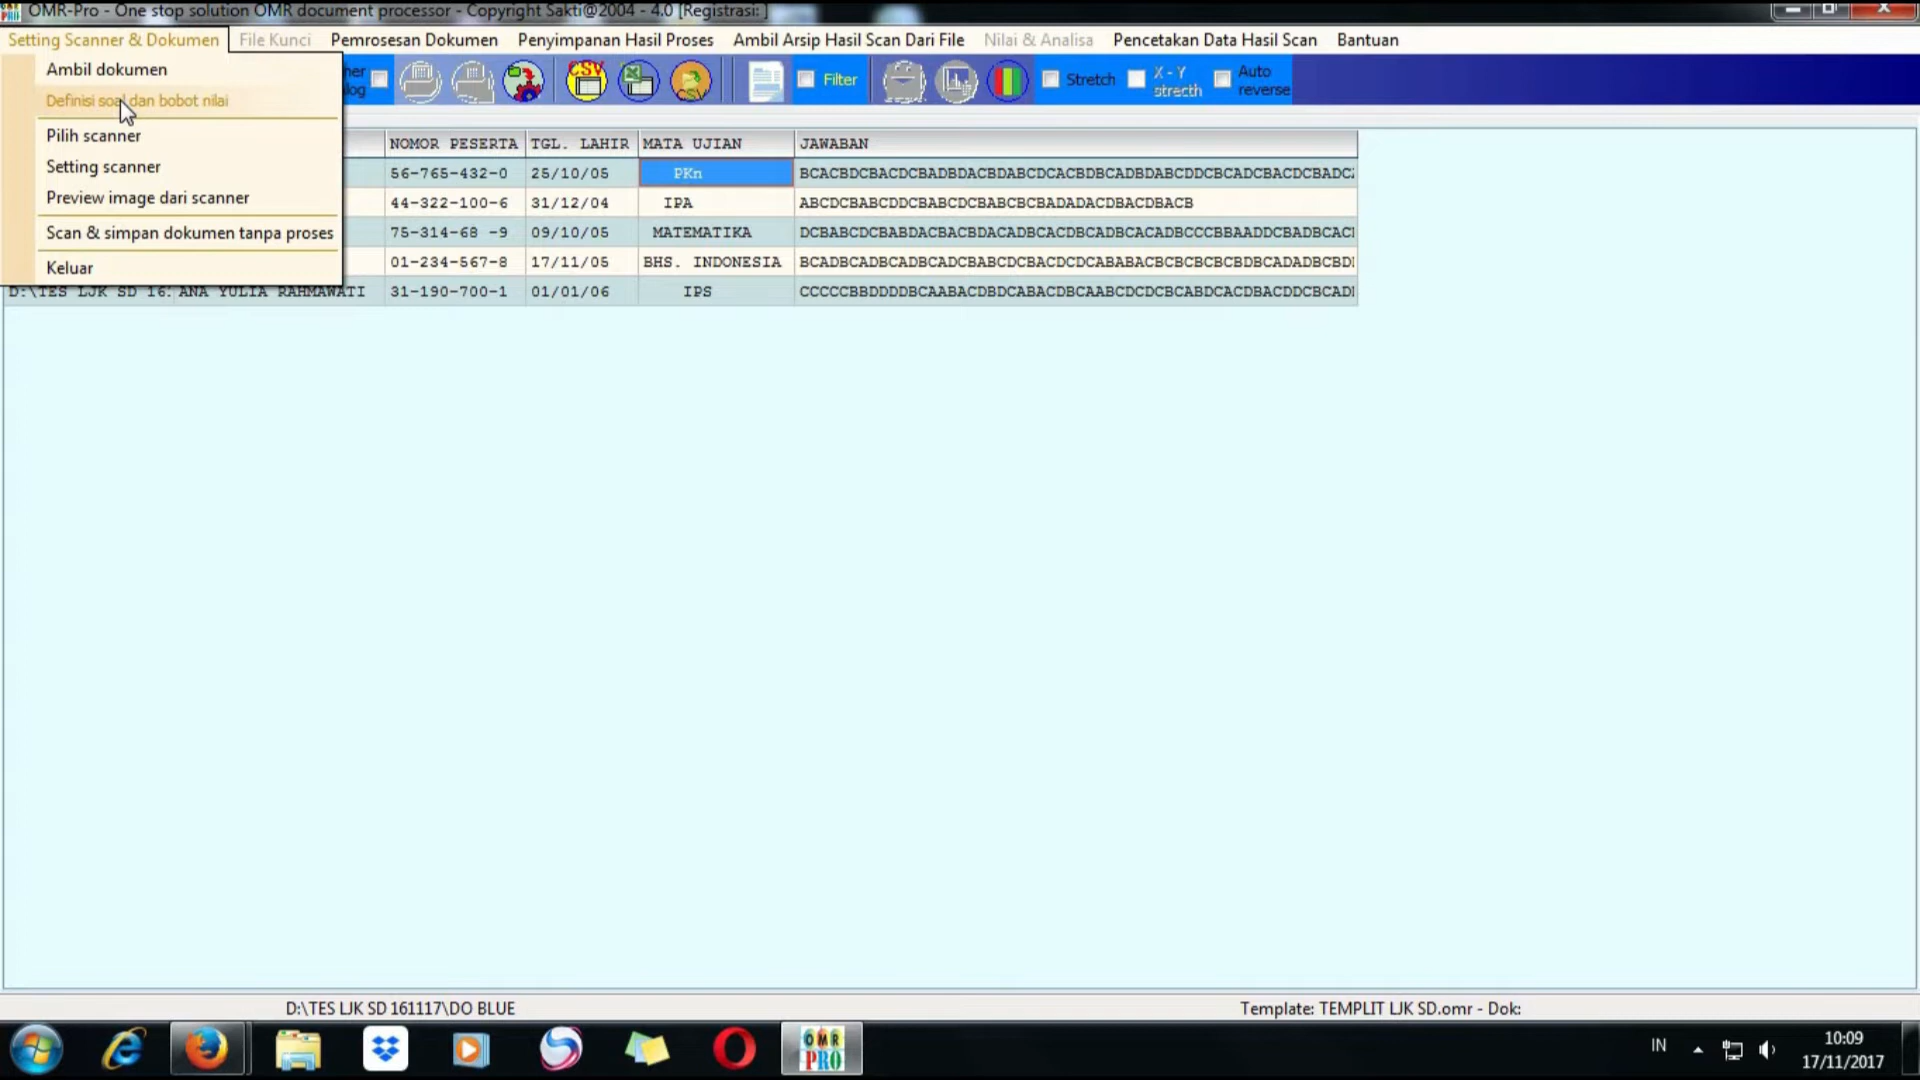 OMR-Pro - One stop solution OMR document processor - Copyright Sakti@2004 - 4.0 [Registrasi: ]
Setting Scanner & Dokumen File Kunci Pemrosesan Dokumen Penyimpanan Hasil Proses Ambil Arsip Hasil Scan Dari File Nilai & Analisa Pencetakan Data Hasil Scan Bantuan
Ambil dokumen
Definisi soal dan bobot nilai
Pilih scanner
Setting scanner
Preview image dari scanner
Scan & simpan dokumen tanpa proses
Keluar
CSV
Filter
Stretch
X - Y
strecth
Auto
reverse
NOMOR PESERTA TGL. LAHIR MATA UJIAN JAWABAN
56-765-432-0 25/10/05 PKn BCACBDCBACDCBADBDACBDABCDCACBDBCADBDABCDDCBCADCBACDCBADC
44-322-100-6 31/12/04 IPA ABCDCBABCDDCBABCDCBABCBCBADADACDBACDBACB
75-314-68 -9 09/10/05 MATEMATIKA DCBABCDCBABDACBACBDACADBCACDBCADBCACADBCCCBBAADDCBADBCAC
01-234-567-8 17/11/05 BHS. INDONESIA BCADBCADBCADBCADCBABCDCBACDCDCABABACBCBCBCBCBDBCADADBCBD
D:\TES LJK SD 16 ANA YULIA RAHMAWATI 31-190-700-1 01/01/06 IPS CCCCCBBDDDDBCAABACDBDCABACDBCAABCDCDCBCABDCACDBACDDCBCAD
D:\TES LJK SD 161117\DO BLUE
Template: TEMPLIT LJK SD.omr - Dok:
OMR
PRO
IN
10:09
17/11/2017